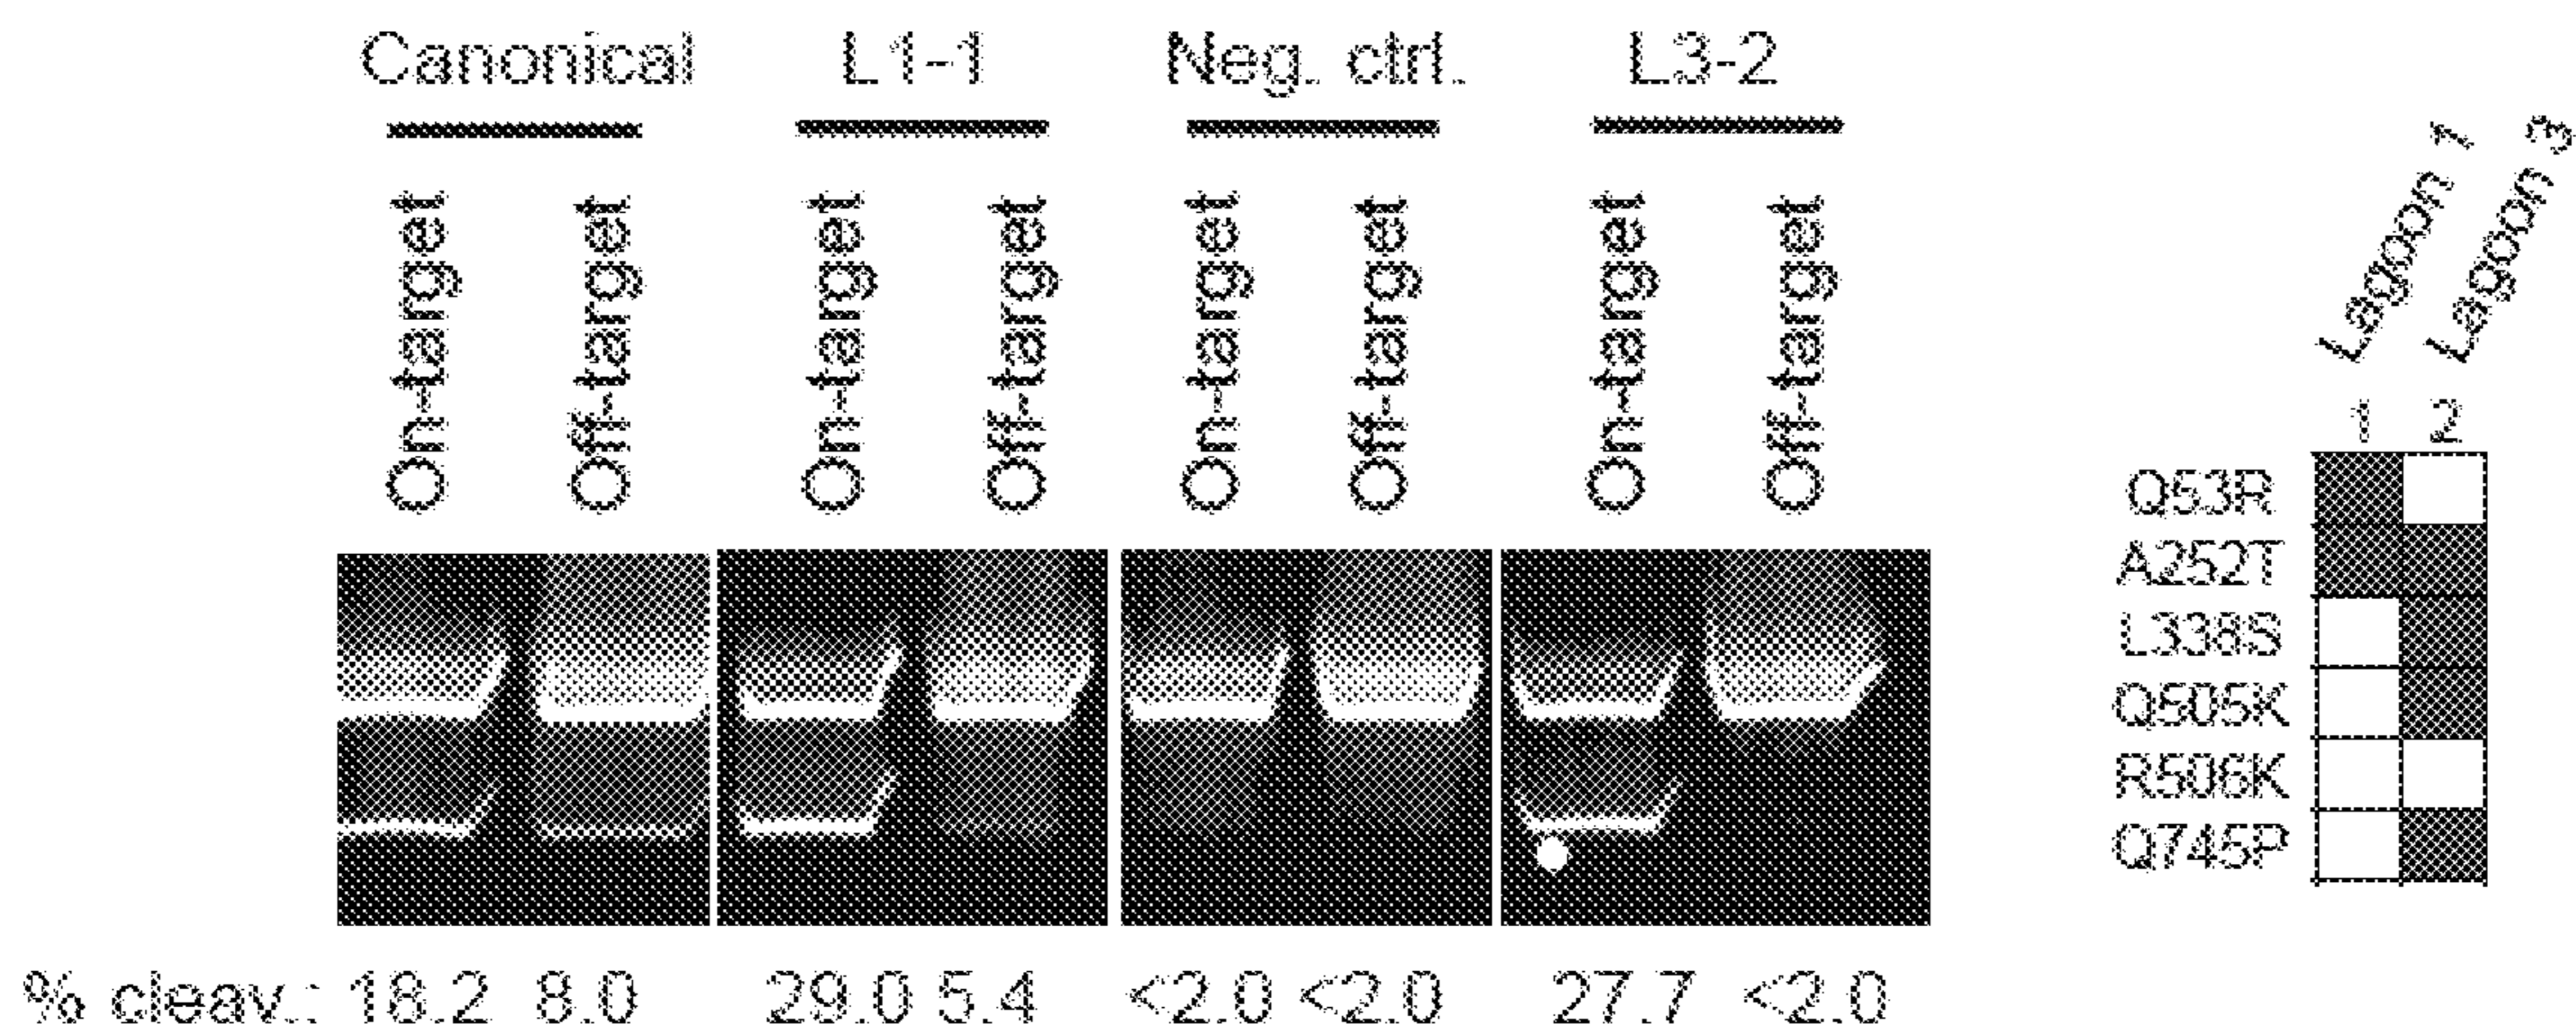 Canonical L1-1 Neg. ctrl. L3-2
On-target Off-target On-target Off-target On-target Off-target On-target Off-target
% cleav.: 18.2 8.0 29.0 5.4 <2.0 <2.0 27.7 <2.0
Lagoon 1 Lagoon 3
1 2
Q53R
A252T
L338S
Q505K
R506K
Q745P